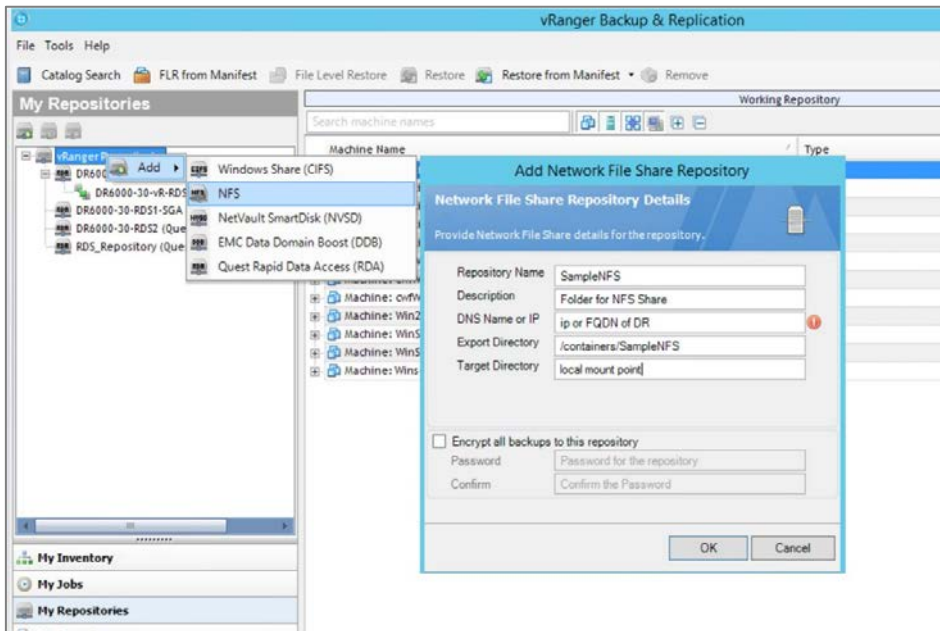 vRanger Backup & Replication
File Tools Help
Catalog Search FLR from Manifest File Level Restore Restore Restore from Manifest Remove
My Repositories
Working Repository
Search machine names
Machine Name Type
vRanger
Add
DR600
DR6000-30-vR-RDS
DR6000-30-RDS1-SGA
DR6000-30-RDS2 (Que
RDS_Repository (Que
Windows Share (CIFS)
NFS
NetVault SmartDisk (NVSD)
EMC Data Domain Boost (DDB)
Quest Rapid Data Access (RDA)
Machine: cwfW
Machine: Win2
Machine: WinS
Machine: WinS
Machine: Wins
Add Network File Share Repository
Network File Share Repository Details
Provide Network File Share details for the repository.
Repository Name SampleNFS
Description Folder for NFS Share
DNS Name or IP ip or FQDN of DR
Export Directory /containers/SampleNFS
Target Directory local mount point
Encrypt all backups to this repository
Password Password for the repository
Confirm Confirm the Password
OK Cancel
My Inventory
My Jobs
My Repositories